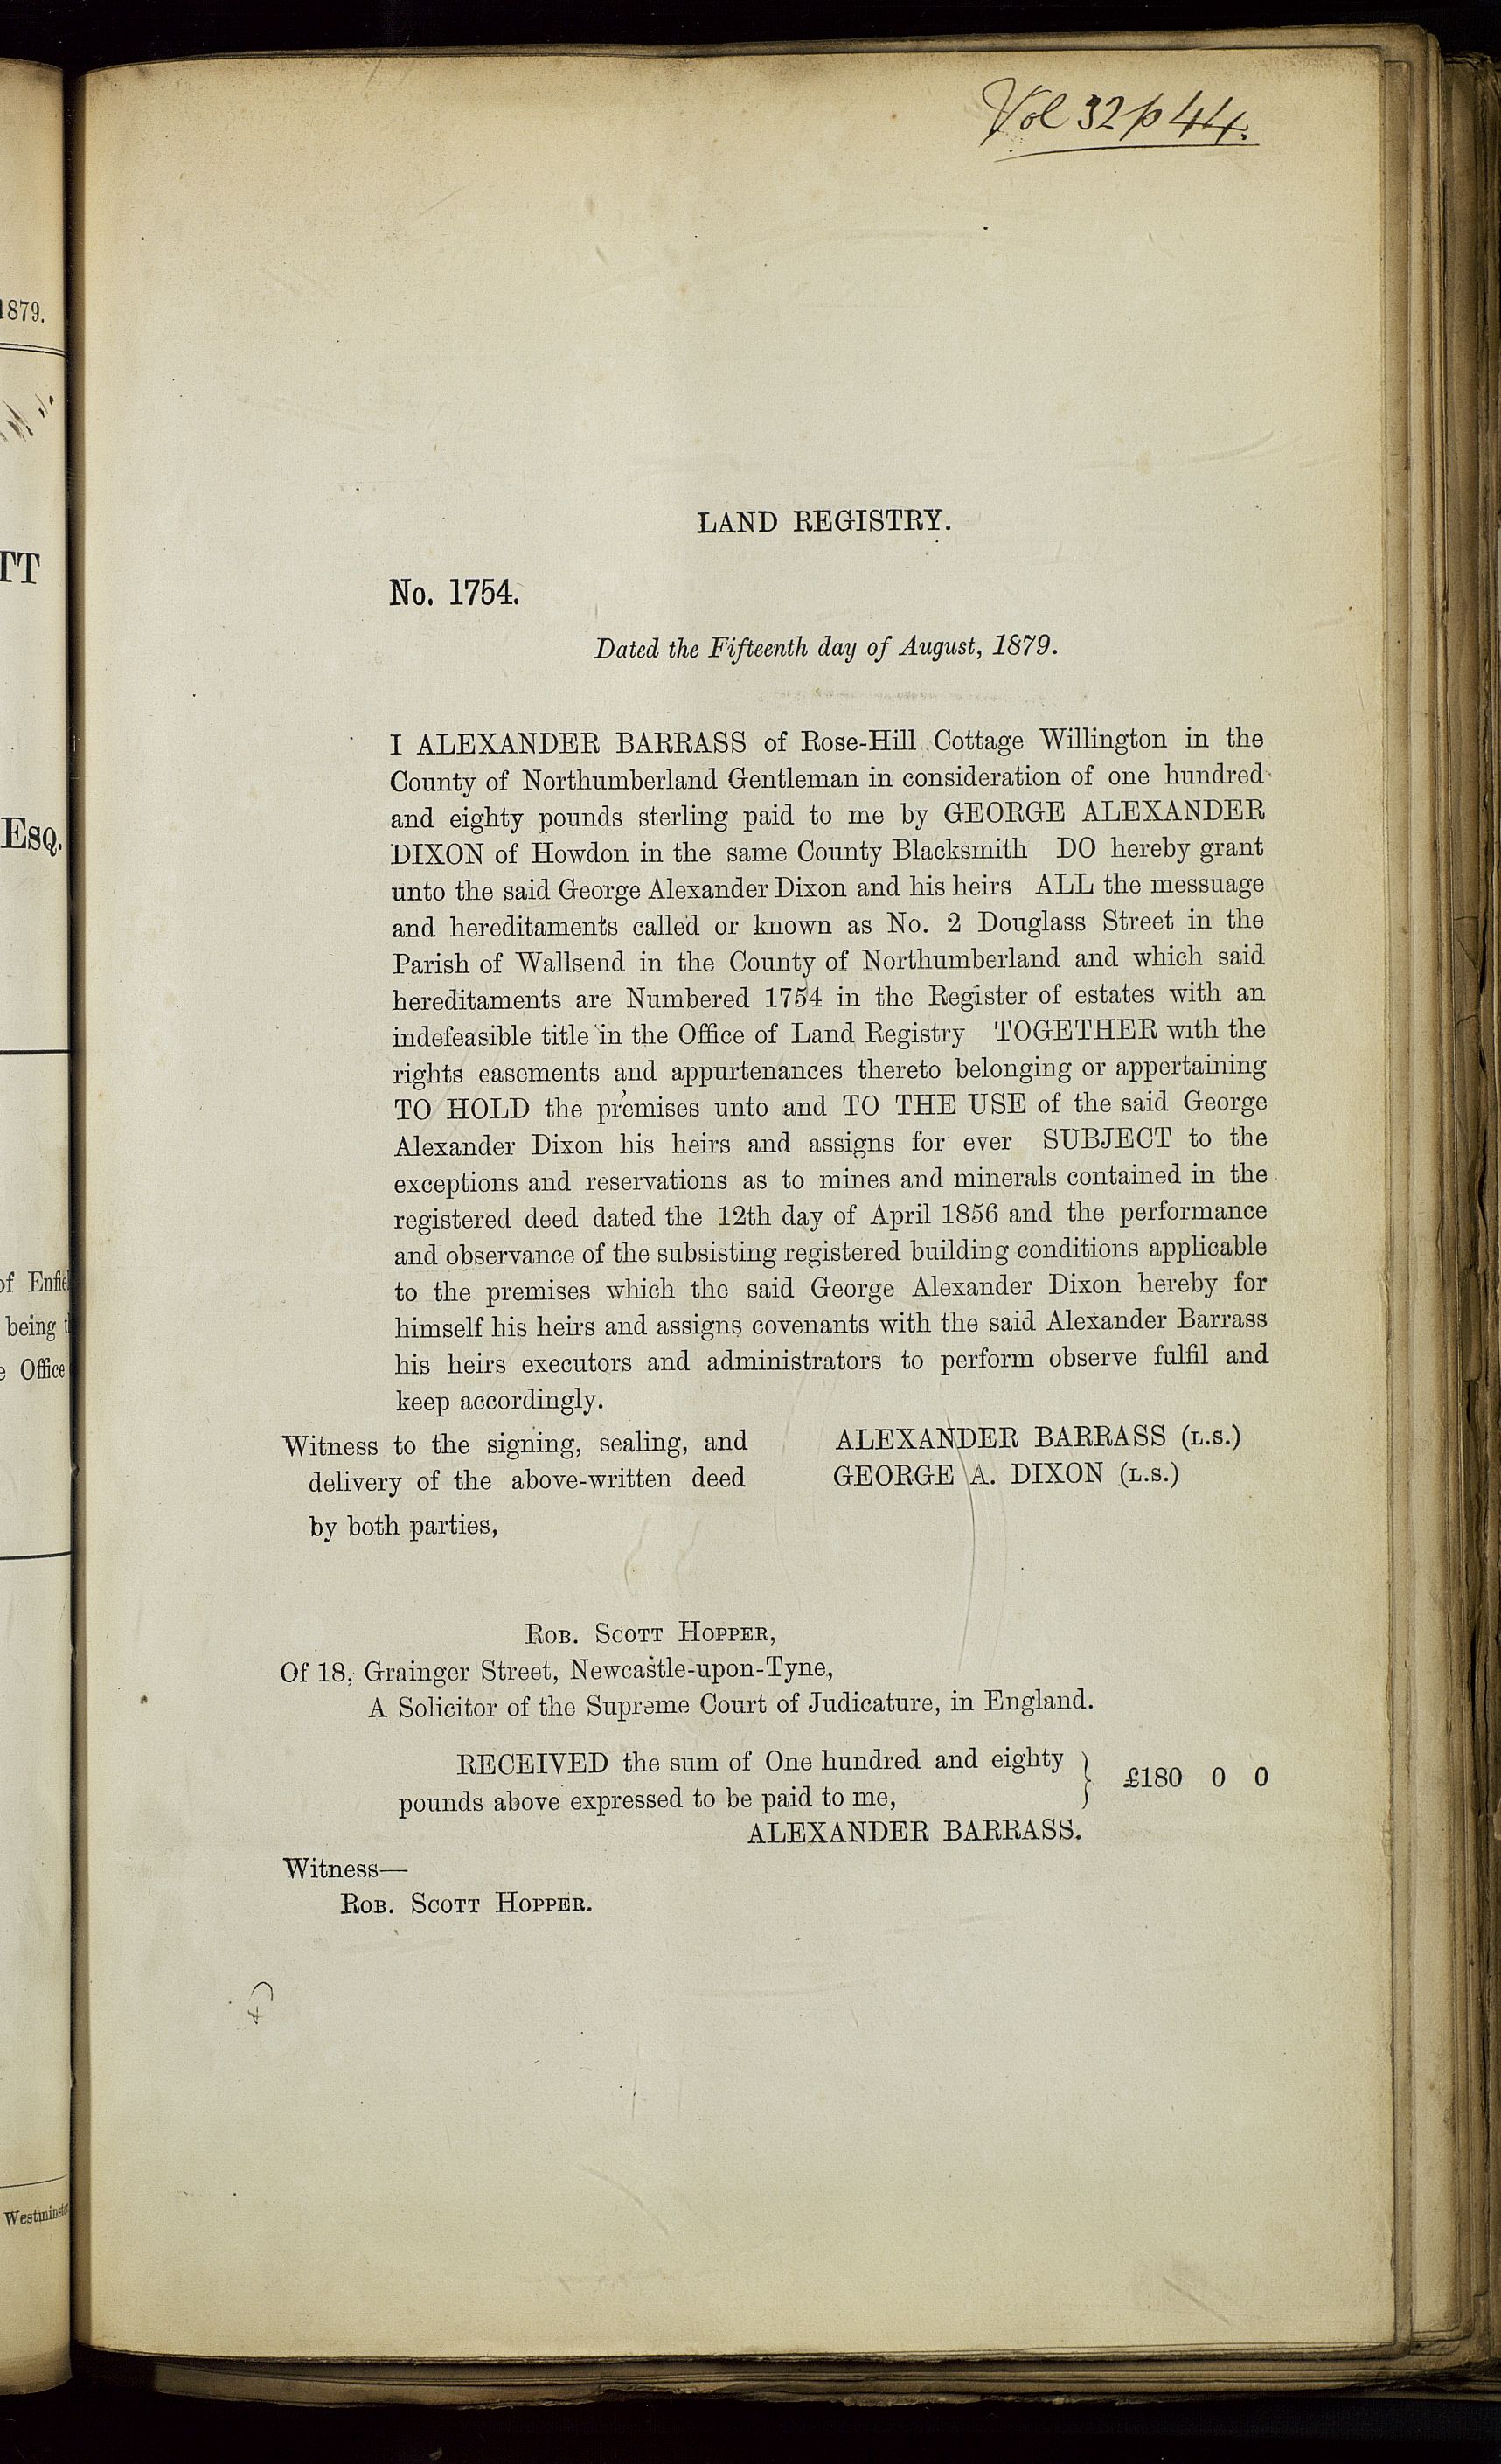 Vol 32 p 44.
1879.
TT
Esq.
of Enfie
being t
e Office
Westminst
LAND REGISTRY.
No. 1754.
Dated the Fifteenth day of August, 1879.
I ALEXANDER BARRASS of Rose-Hill Cottage Willington in the
County of Northumberland Gentleman in consideration of one hundred
and eighty pounds sterling paid to me by GEORGE ALEXANDER
DIXON of Howdon in the same County Blacksmith DO hereby grant
unto the said George Alexander Dixon and his heirs ALL the messuage
and hereditaments called or known as No. 2 Douglass Street in the
Parish of Wallsend in the County of Northumberland and which said
hereditaments are Numbered 1754 in the Register of estates with an
indefeasible title in the Office of Land Registry TOGETHER with the
rights easements and appurtenances thereto belonging or appertaining
TO HOLD the premises unto and TO THE USE of the said George
Alexander Dixon his heirs and assigns for ever SUBJECT to the
exceptions and reservations as to mines and minerals contained in the
registered deed dated the 12th day of April 1856 and the performance
and observance of the subsisting registered building conditions applicable
to the premises which the said George Alexander Dixon hereby for
himself his heirs and assigns covenants with the said Alexander Barrass
his heirs executors and administrators to perform observe fulfil and
keep accordingly.
Witness to the signing, sealing, and ALEXANDER BARRASS (L.S.)
delivery of the above-written deed GEORGE A. DIXON (L.S.)
by both parties,
Rob. Scott Hopper,
Of 18, Grainger Street, Newcastle-upon-Tyne,
A Solicitor of the Supreme Court of Judicature, in England.
RECEIVED the sum of One hundred and eighty
pounds above expressed to be paid to me, } £180 0 0
ALEXANDER BARRASS.
Witness—
Rob. Scott Hopper.